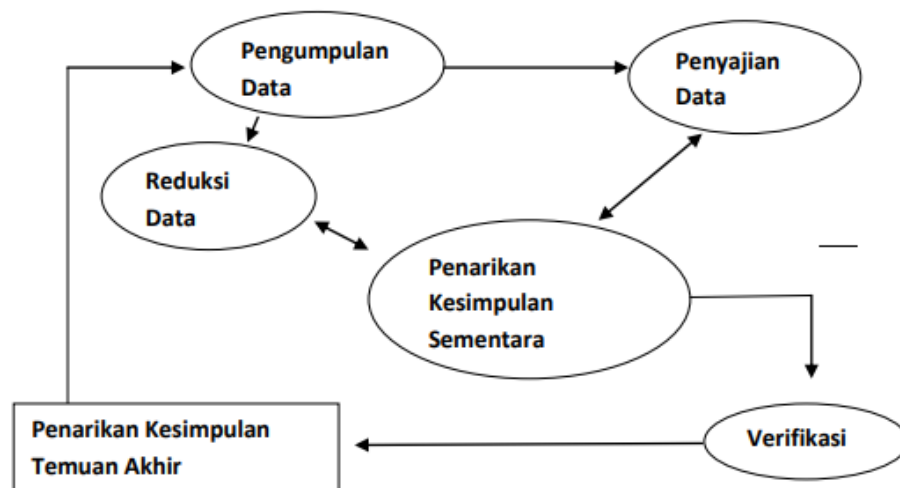 Pengumpulan
Data
Penyajian
Data
Reduksi
Data
Penarikan
Kesimpulan
Sementara
Penarikan Kesimpulan
Temuan Akhir
Verifikasi